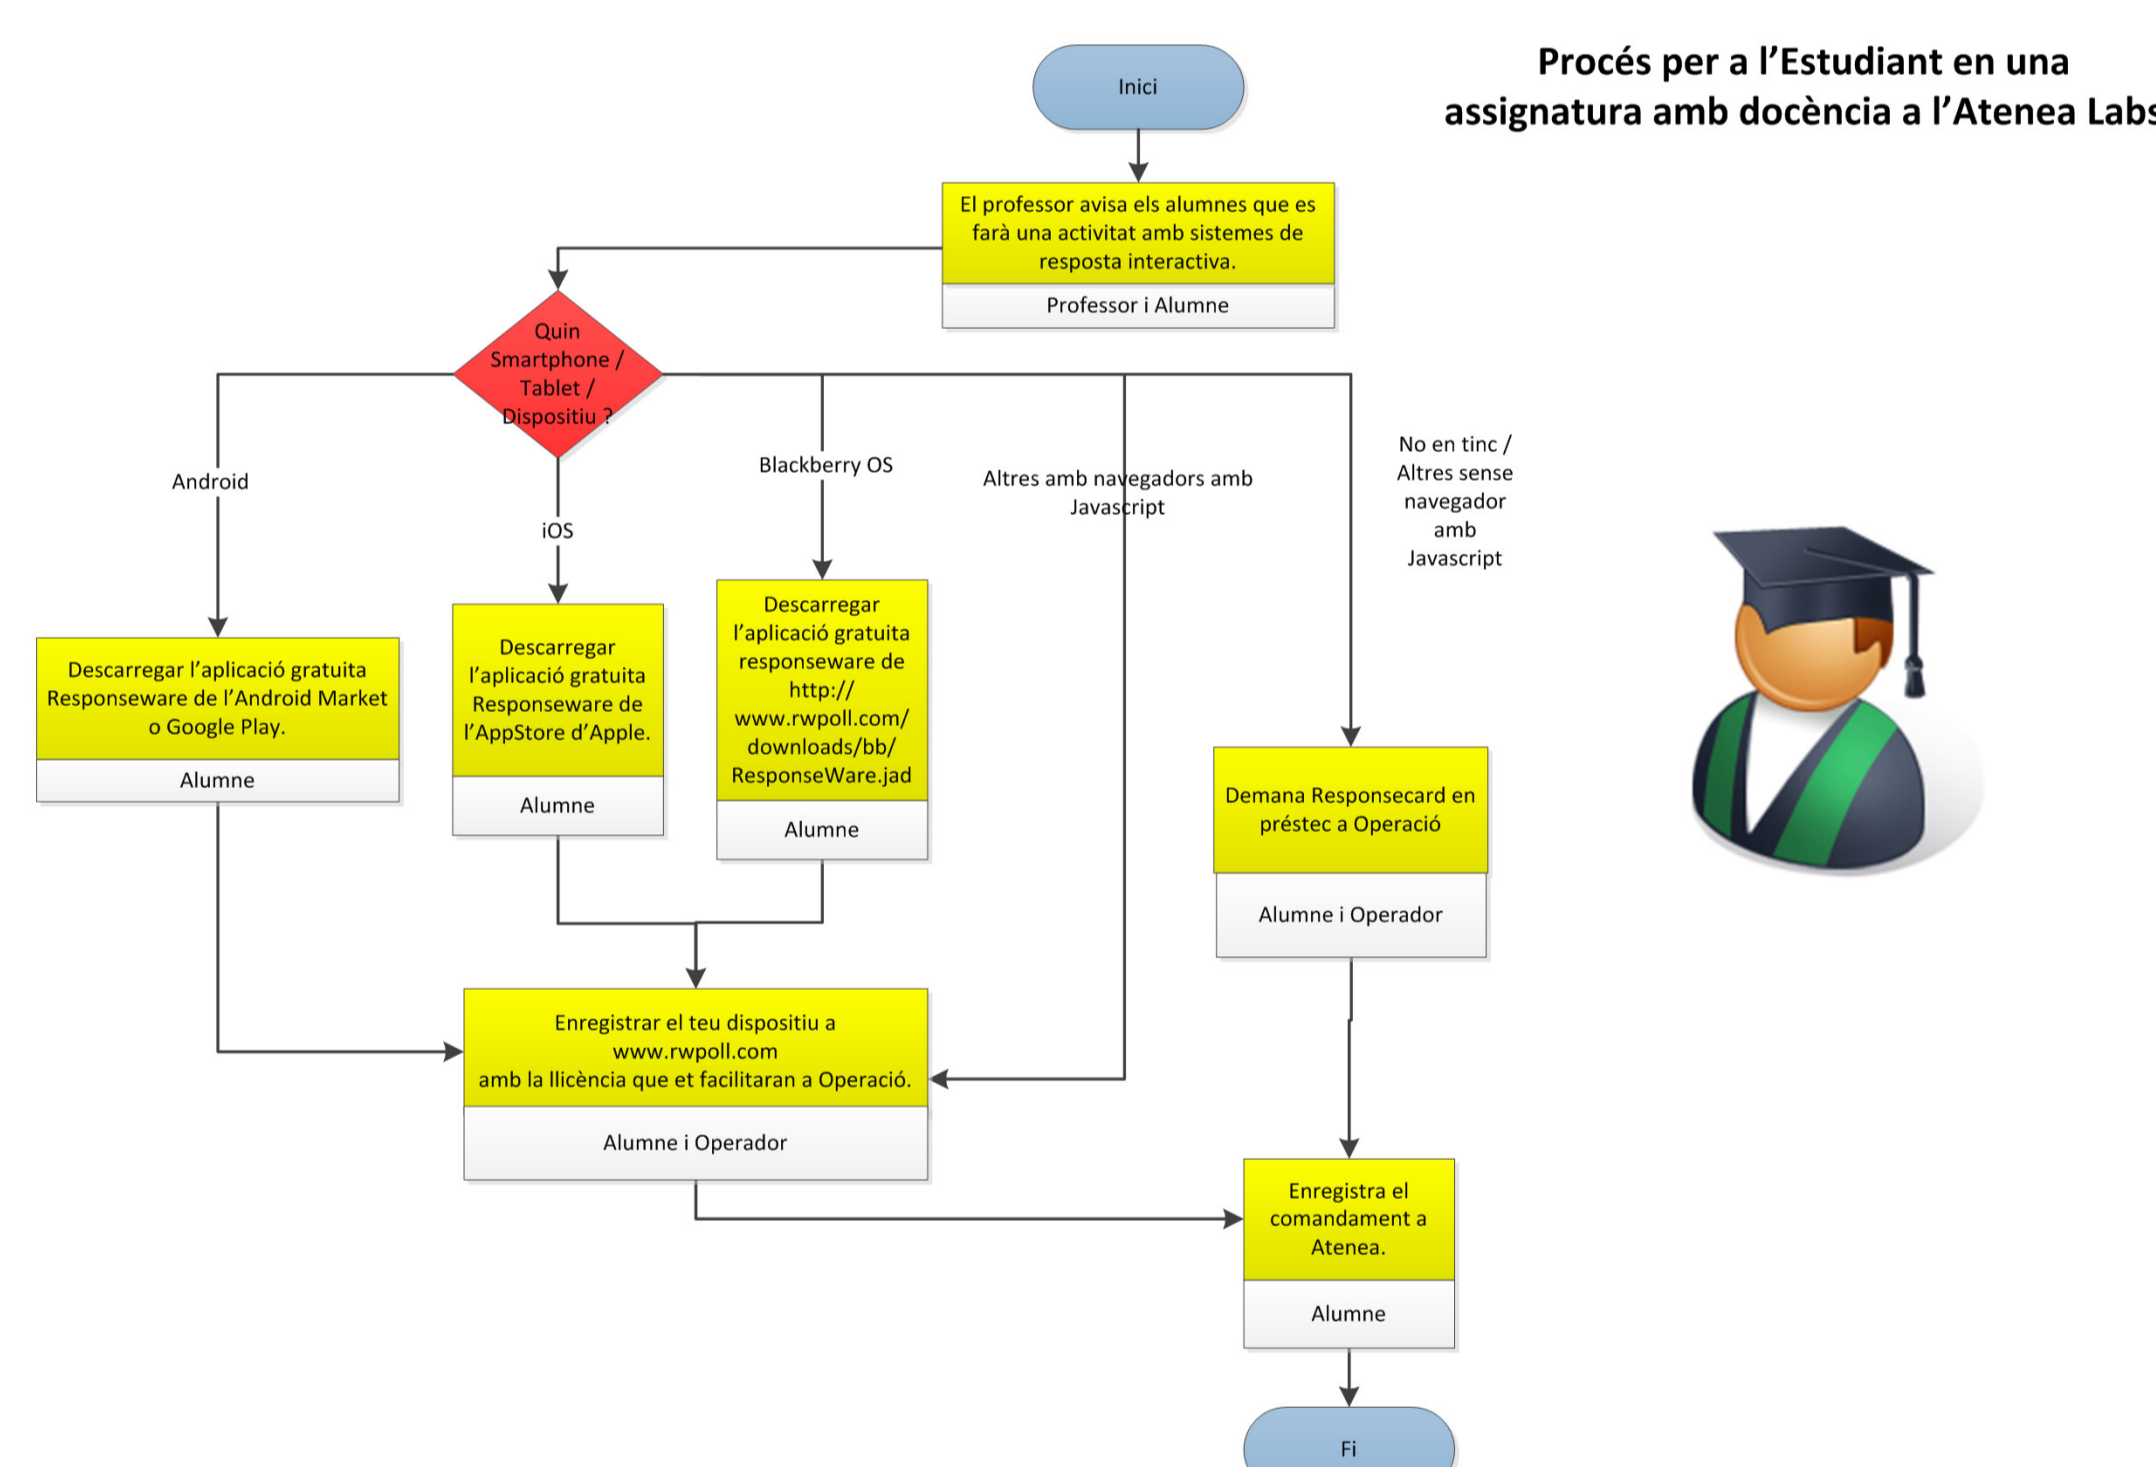 Procés per a l’Estudiant en una
assignatura amb docència a l’Atenea Labs
Inici
El professor avisa els alumnes que es
farà una activitat amb sistemes de
resposta interactiva.
Professor i Alumne
Quin
Smartphone /
Tablet /
Dispositiu ?
Android
iOS
Blackberry OS
Altres amb navegadors amb
Javascript
No en tinc /
Altres sense
navegador
amb
Javascript
Descarregar l’aplicació gratuita
Responseware de l’Android Market
o Google Play.
Alumne
Descarregar
l’aplicació gratuita
Responseware de
l’AppStore d’Apple.
Alumne
Descarregar
l’aplicació gratuita
responseware de
http://
www.rwpoll.com/
downloads/bb/
ResponseWare.jad
Alumne
Demana Responsecard en
préstec a Operació
Alumne i Operador
Enregistrar el teu dispositiu a
www.rwpoll.com
amb la llicència que et facilitaran a Operació.
Alumne i Operador
Enregistra el
comandament a
Atenea.
Alumne
Fi